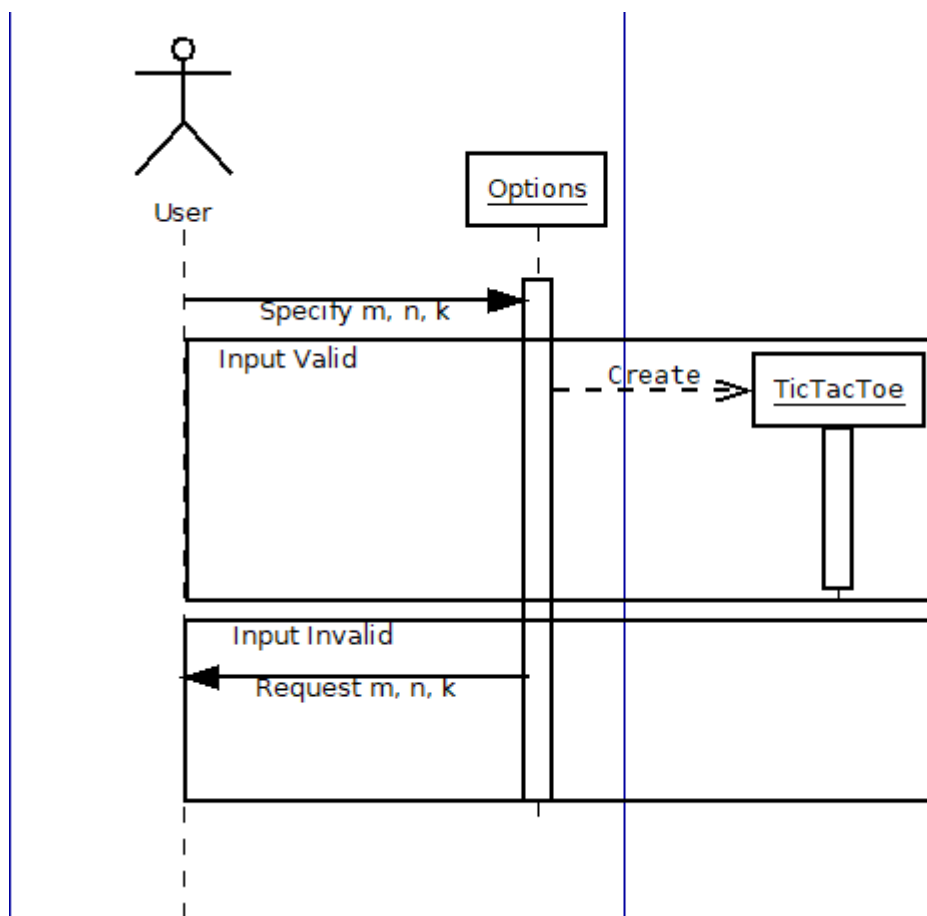 User
Options
Specify m, n, k
Input Valid
Create
TicTacToe
Input Invalid
Request m, n, k